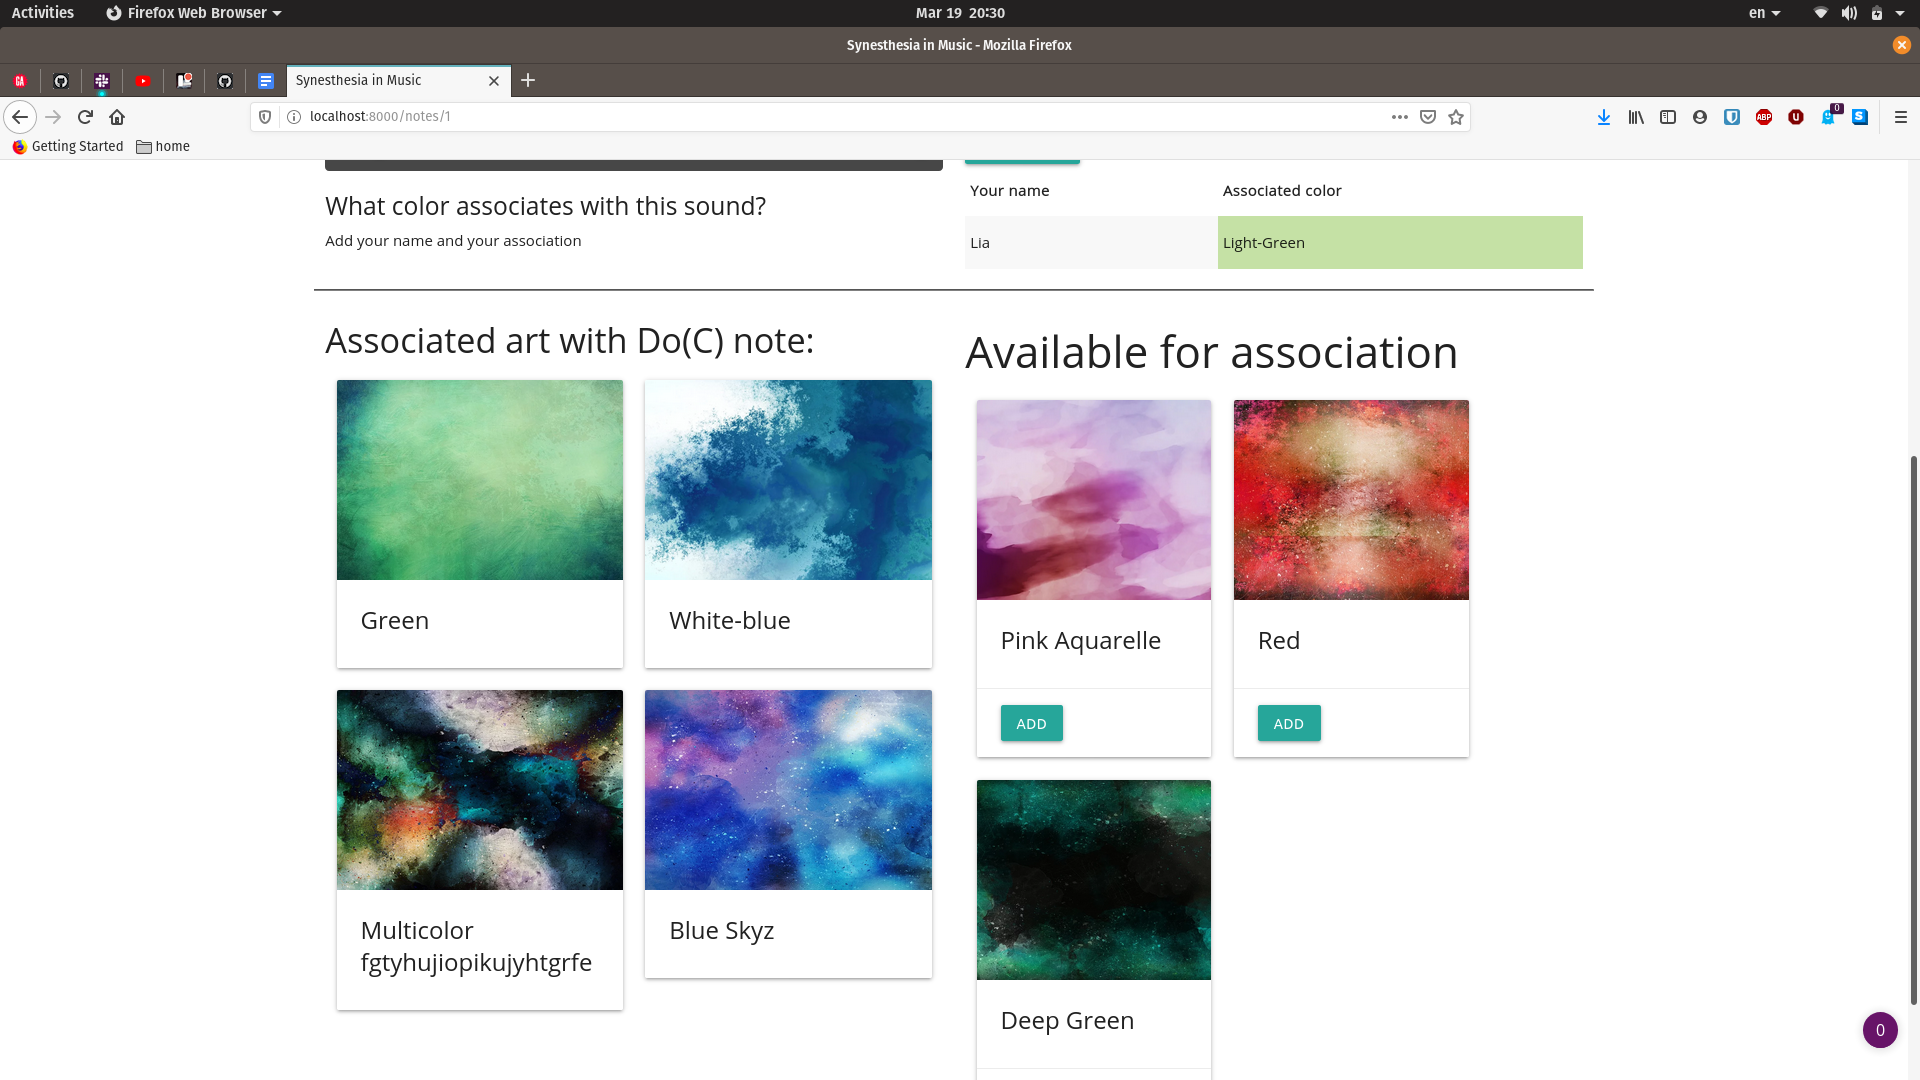 Activities
Firefox Web Browser
Mar 19 20:30
en
Synesthesia in Music - Mozilla Firefox
GA
Synesthesia in Music
localhost:8000/notes/1
ABP
0
S
Getting Started
home
What color associates with this sound?
Add your name and your association
Your name
Associated color
Lia
Light-Green
Associated art with Do(C) note:
Green
White-blue
Multicolor
fgtyhujiopikujyhtgrfe
Blue Skyz
Available for association
Pink Aquarelle
ADD
Red
ADD
Deep Green
0